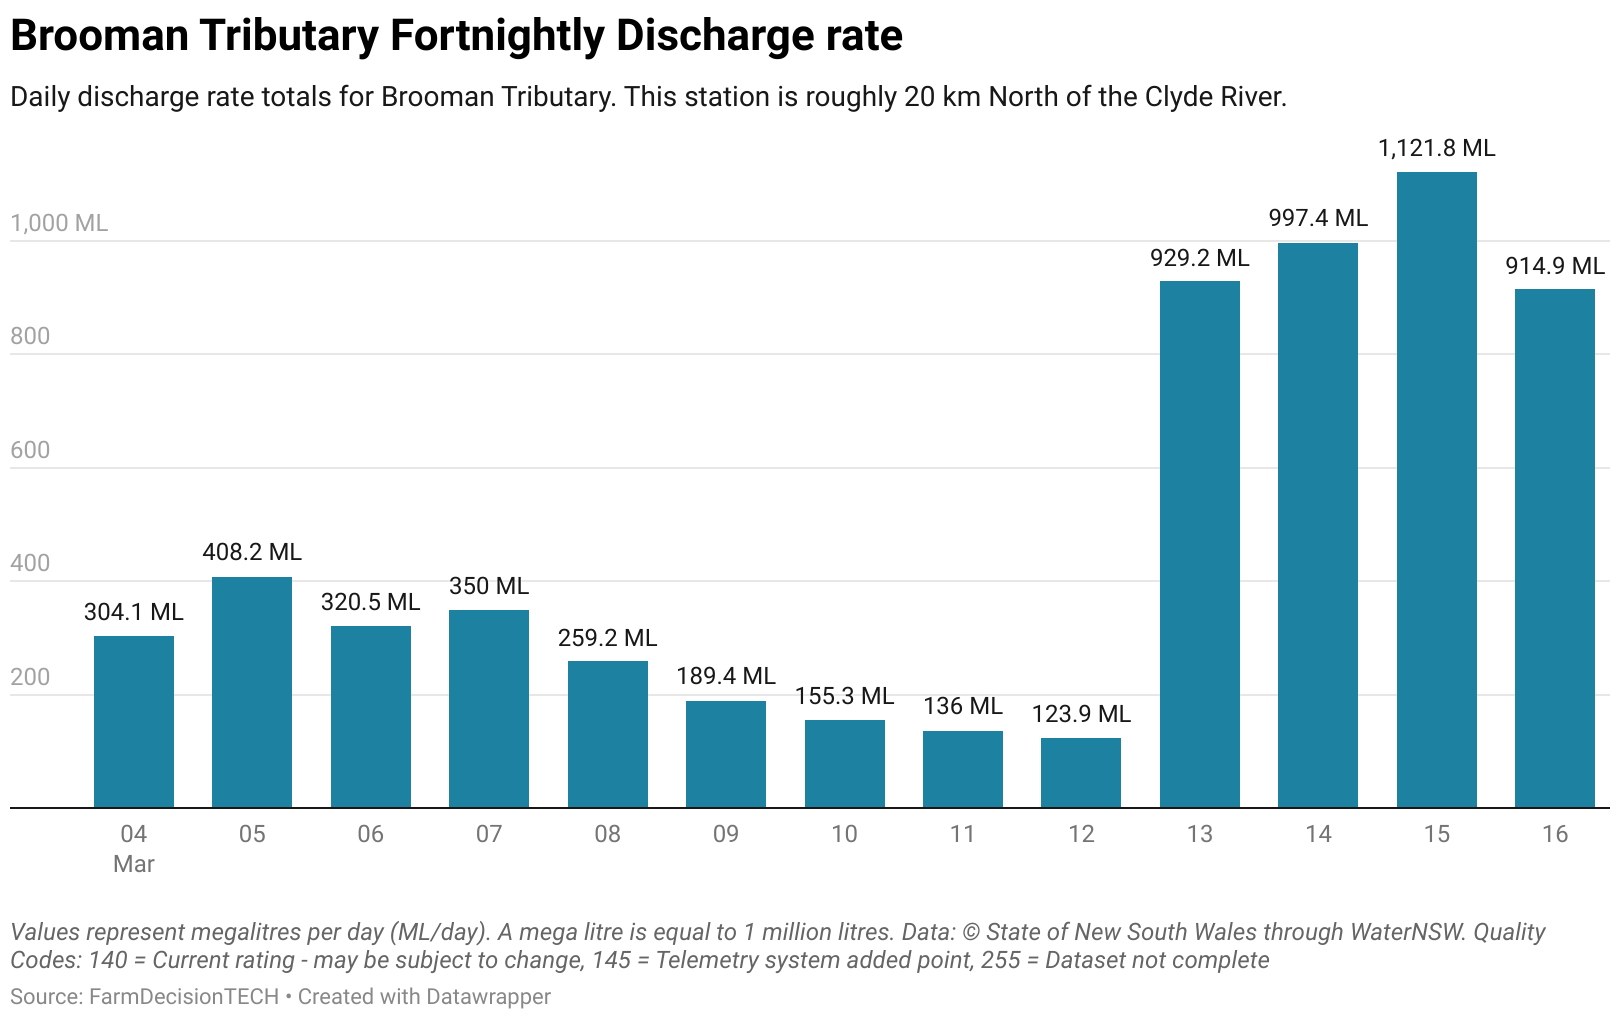 Brooman Tributary Fortnightly Discharge rate
Daily discharge rate totals for Brooman Tributary. This station is roughly 20 km North of the Clyde River.
1,000 ML
800
600
400
200
304.1 ML
408.2 ML
320.5 ML
350 ML
259.2 ML
189.4 ML
155.3 ML
136 ML
123.9 ML
929.2 ML
997.4 ML
1,121.8 ML
914.9 ML
04 05 06 07 08 09 10 11 12 13 14 15 16
Mar
Values represent megalitres per day (ML/day). A mega litre is equal to 1 million litres. Data: © State of New South Wales through WaterNSW. Quality
Codes: 140 = Current rating - may be subject to change, 145 = Telemetry system added point, 255 = Dataset not complete
Source: FarmDecisionTECH • Created with Datawrapper